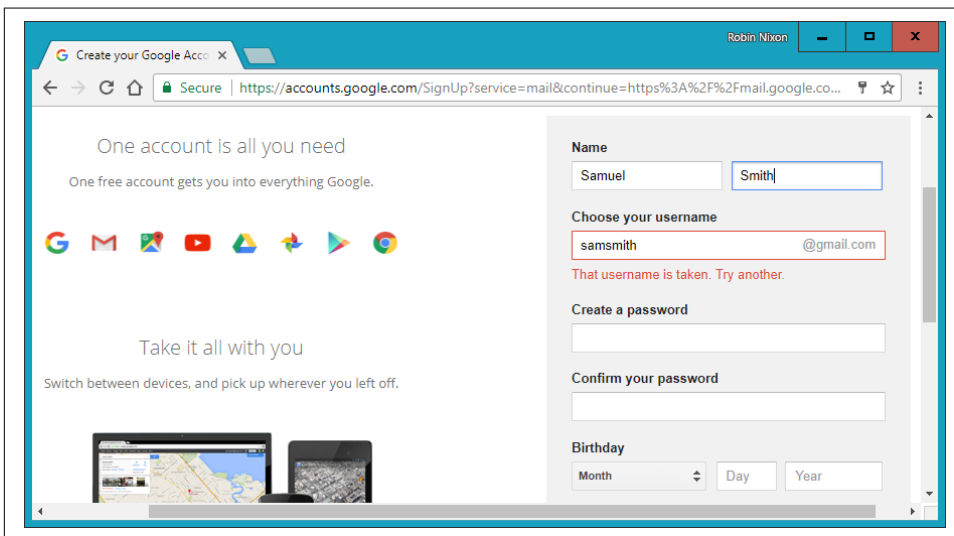 Robin Nixon
Create your Google Acco
Secure https://accounts.google.com/SignUp?service=mail&continue=https%3A%2F%2Fmail.google.co...
One account is all you need
One free account gets you into everything Google.
Take it all with you
Switch between devices, and pick up wherever you left off.
Name
Samuel Smith
Choose your username
samsmith @gmail.com
That username is taken. Try another.
Create a password
Confirm your password
Birthday
Month Day Year